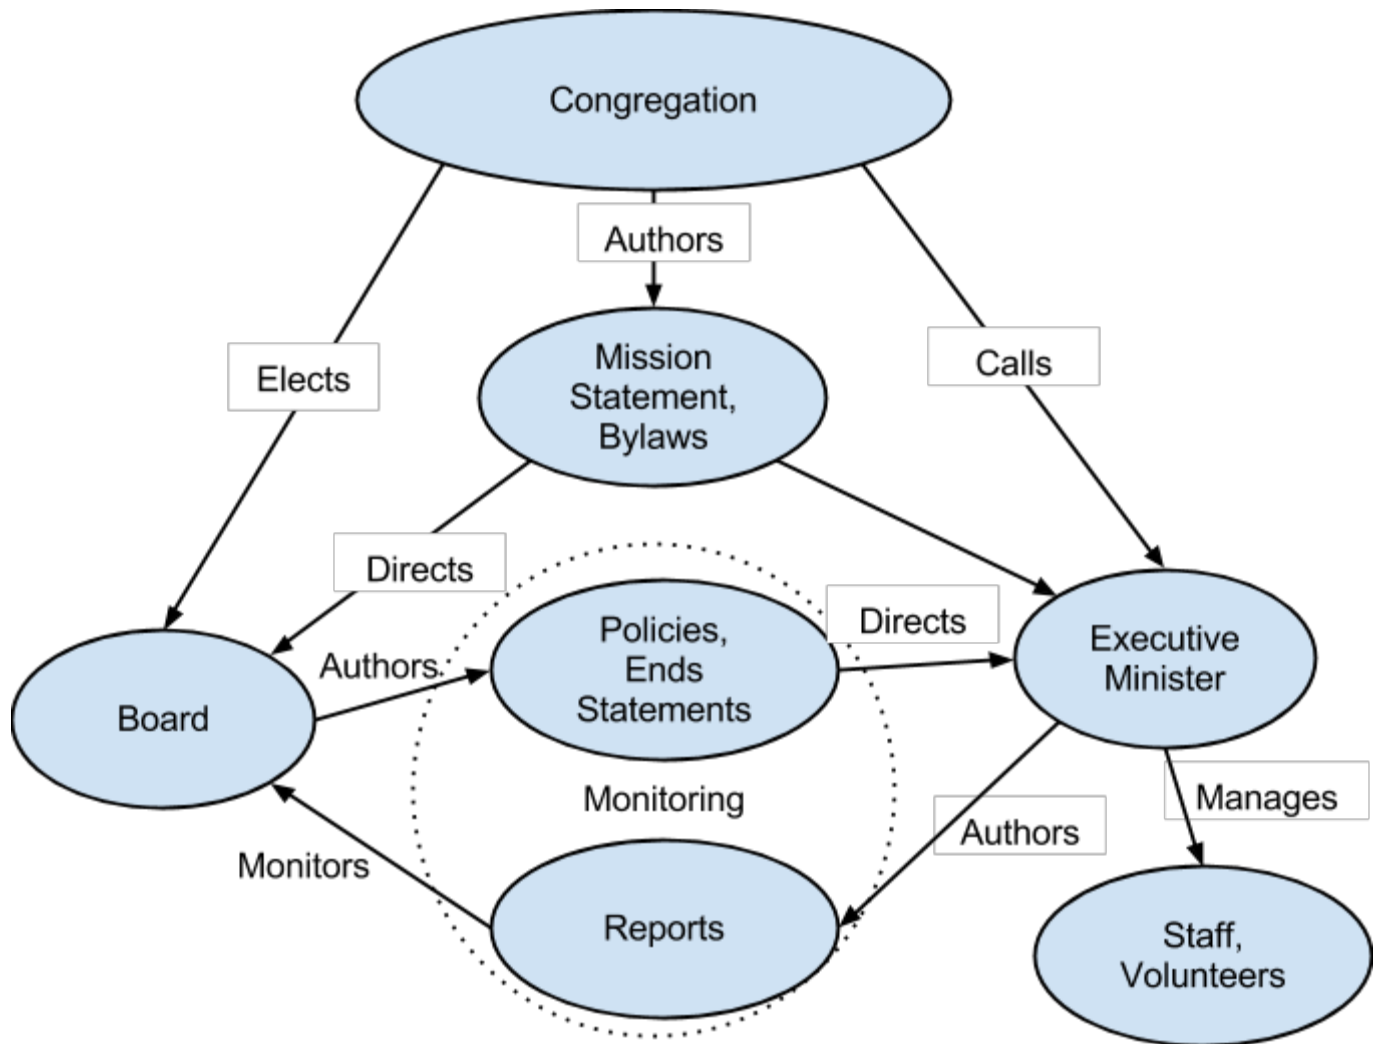 Congregation
Authors
Elects
Calls
Mission
Statement,
Bylaws
Directs
Authors
Policies,
Ends
Statements
Directs
Executive
Minister
Board
Monitoring
Manages
Authors
Monitors
Reports
Staff,
Volunteers